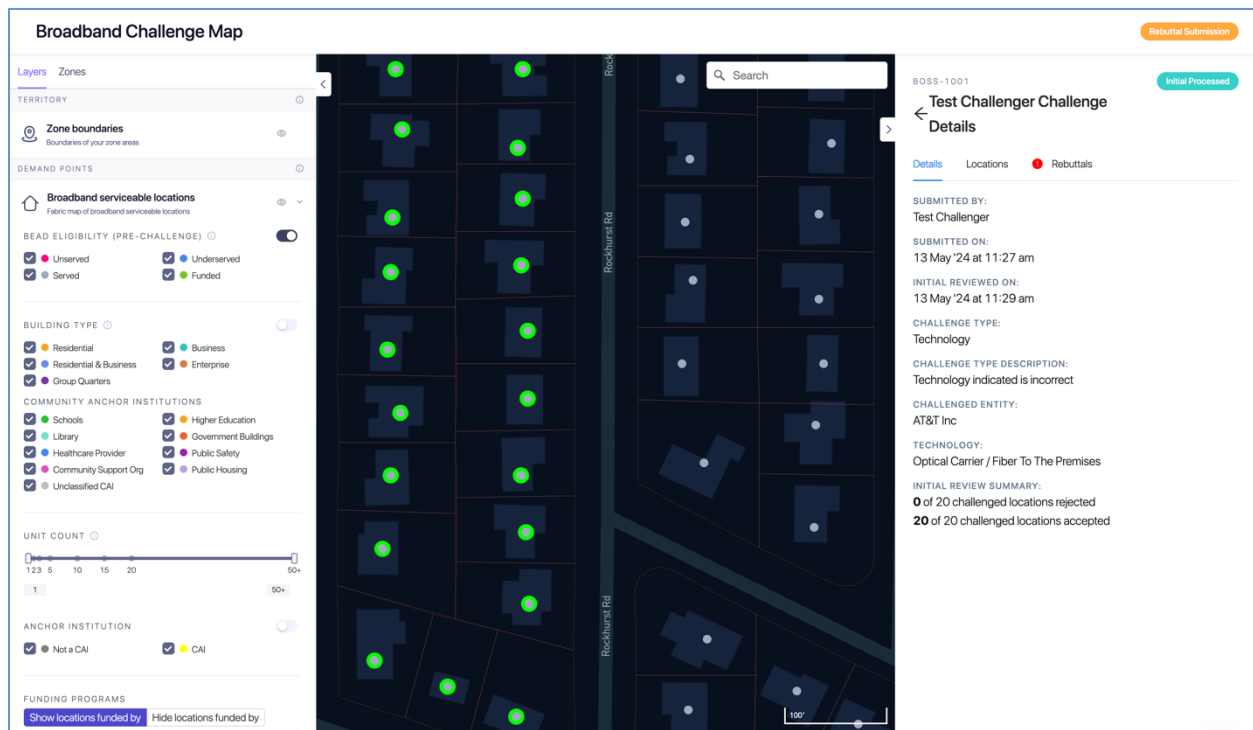 Broadband Challenge Map
Rebuttal Submission
Layers Zones
TERRITORY
Zone boundaries
Boundaries of your zone areas
DEMAND POINTS
Broadband serviceable locations
Fabric map of broadband serviceable locations
BEAD ELIGIBILITY (PRE-CHALLENGE)
Unserved Underserved
Served Funded
BUILDING TYPE
Residential Business
Residential & Business Enterprise
Group Quarters
COMMUNITY ANCHOR INSTITUTIONS
Schools Higher Education
Library Government Buildings
Healthcare Provider Public Safety
Community Support Org Public Housing
Unclassified CAI
UNIT COUNT
1 2 3 5 10 15 20 50+
1 50+
ANCHOR INSTITUTION
Not a CAI CAI
FUNDING PROGRAMS
Show locations funded by Hide locations funded by
Search
Rockhurst Rd
Rockhurst Rd
100'
BOSS-1001
Initial Processed
Test Challenger Challenge
Details
Details Locations Rebuttals
SUBMITTED BY:
Test Challenger
SUBMITTED ON:
13 May '24 at 11:27 am
INITIAL REVIEWED ON:
13 May '24 at 11:29 am
CHALLENGE TYPE:
Technology
CHALLENGE TYPE DESCRIPTION:
Technology indicated is incorrect
CHALLENGED ENTITY:
AT&T Inc
TECHNOLOGY:
Optical Carrier / Fiber To The Premises
INITIAL REVIEW SUMMARY:
0 of 20 challenged locations rejected
20 of 20 challenged locations accepted